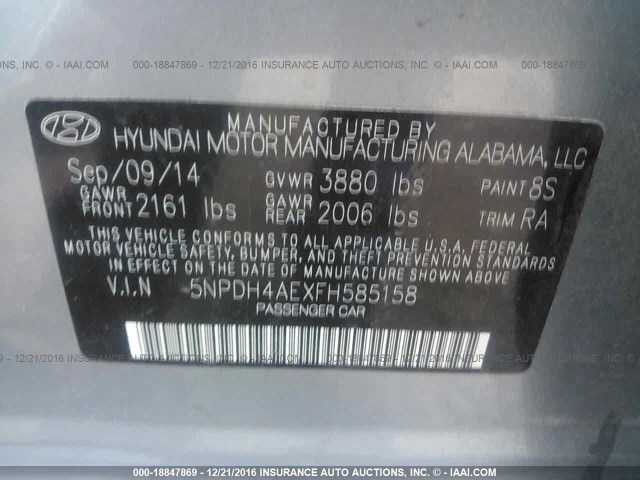 INC. - IAAI.COM 000-18847869 - 12/21/2016 INSURANCE AUTO AUCTIONS, INC. - IAAI.COM
MANUFACTURED BY
HYUNDAI MOTOR MANUFACTURING ALABAMA, LLC
Sep/09/14 GVWR 3880 lbs PAINT 8S
GAWR FRONT 2161 lbs GAWR REAR 2006 lbs TRIM RA
THIS VEHICLE CONFORMS TO ALL APPLICABLE U.S.A. FEDERAL
MOTOR VEHICLE SAFETY, BUMPER, AND THEFT PREVENTION
STANDARDS IN EFFECT ON THE DATE OF MANUFACTURE SHOWN ABOVE.
V.I.N 5NPDH4AEXFH585158
PASSENGER CAR
000-18847869 - 12/21/2016 INSURANCE AUTO AUCTIONS, INC. - IAAI.COM